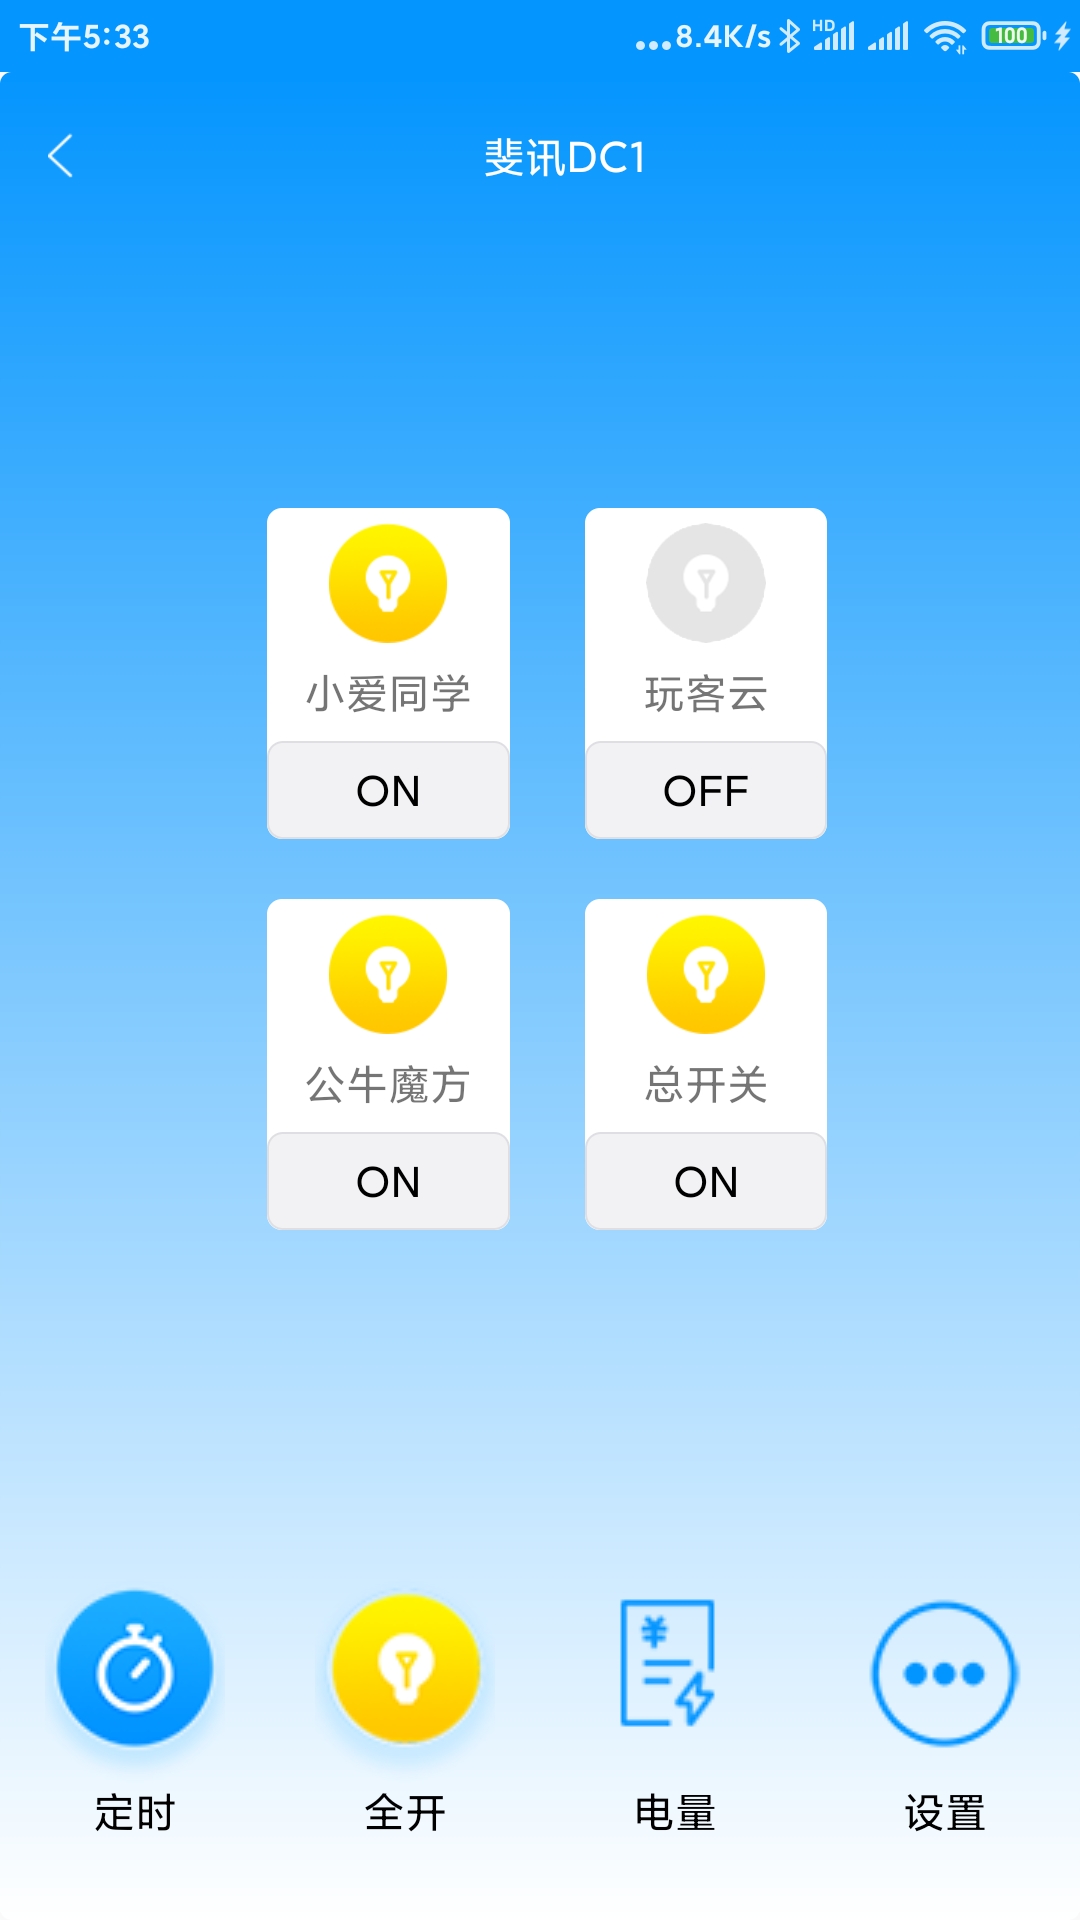 下午5:33
...8.4K/s HD 100
斐讯DC1
小爱同学
玩客云
ON
OFF
公牛魔方
总开关
ON
ON
¥
定时
全开
电量
设置